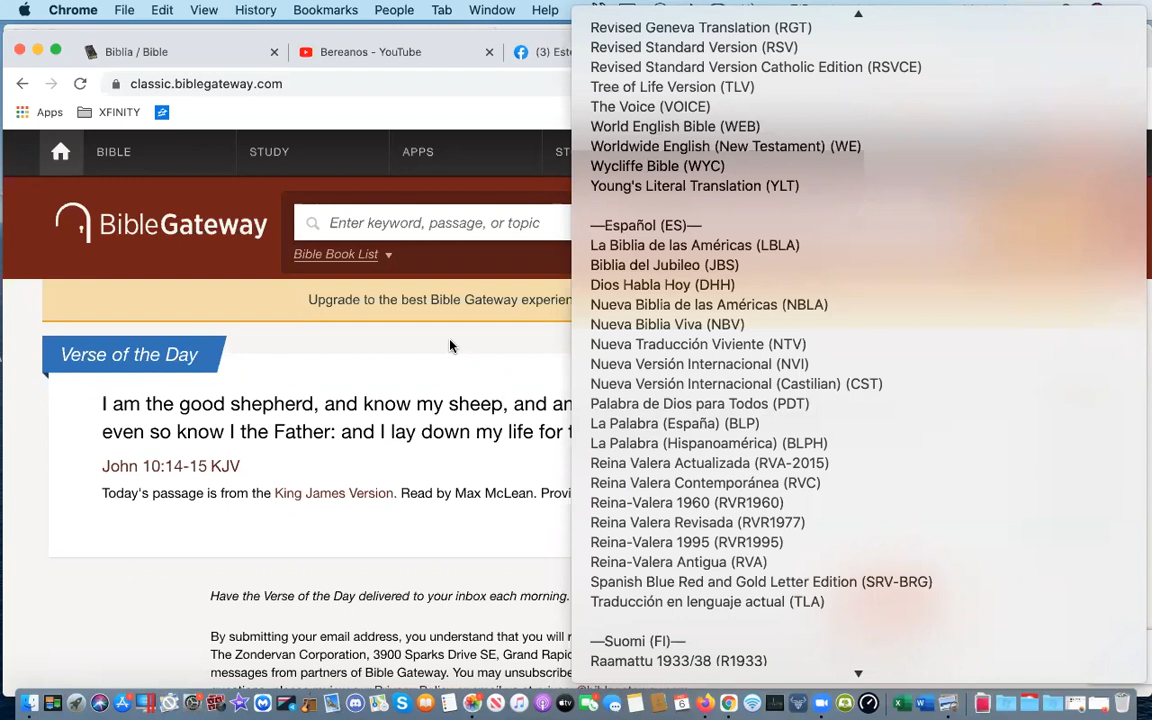 Chrome File Edit View History Bookmarks People Tab Window Help
Biblia / Bible
Bereanos - YouTube
(3) Est
classic.biblegateway.com
Apps
XFINITY
BIBLE
STUDY
APPS
ST
BibleGateway
Enter keyword, passage, or topic
Bible Book List
Upgrade to the best Bible Gateway experien
Verse of the Day
I am the good shepherd, and know my sheep, and an
even so know I the Father: and I lay down my life for t
John 10:14-15 KJV
Today's passage is from the King James Version. Read by Max McLean. Provi
Have the Verse of the Day delivered to your inbox each morning.
By submitting your email address, you understand that you will r
The Zondervan Corporation, 3900 Sparks Drive SE, Grand Rapid
messages from partners of Bible Gateway. You may unsubscribe
Revised Geneva Translation (RGT)
Revised Standard Version (RSV)
Revised Standard Version Catholic Edition (RSVCE)
Tree of Life Version (TLV)
The Voice (VOICE)
World English Bible (WEB)
Worldwide English (New Testament) (WE)
Wycliffe Bible (WYC)
Young's Literal Translation (YLT)
—Español (ES)—
La Biblia de las Américas (LBLA)
Biblia del Jubileo (JBS)
Dios Habla Hoy (DHH)
Nueva Biblia de las Américas (NBLA)
Nueva Biblia Viva (NBV)
Nueva Traducción Viviente (NTV)
Nueva Versión Internacional (NVI)
Nueva Versión Internacional (Castilian) (CST)
Palabra de Dios para Todos (PDT)
La Palabra (España) (BLP)
La Palabra (Hispanoamérica) (BLPH)
Reina Valera Actualizada (RVA-2015)
Reina Valera Contemporánea (RVC)
Reina-Valera 1960 (RVR1960)
Reina Valera Revisada (RVR1977)
Reina-Valera 1995 (RVR1995)
Reina-Valera Antigua (RVA)
Spanish Blue Red and Gold Letter Edition (SRV-BRG)
Traducción en lenguaje actual (TLA)
—Suomi (FI)—
Raamattu 1933/38 (R1933)